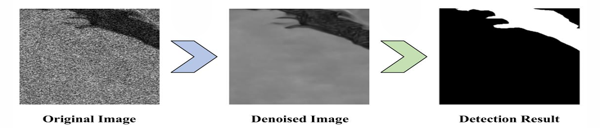 Original Image
Denoised Image
Detection Result